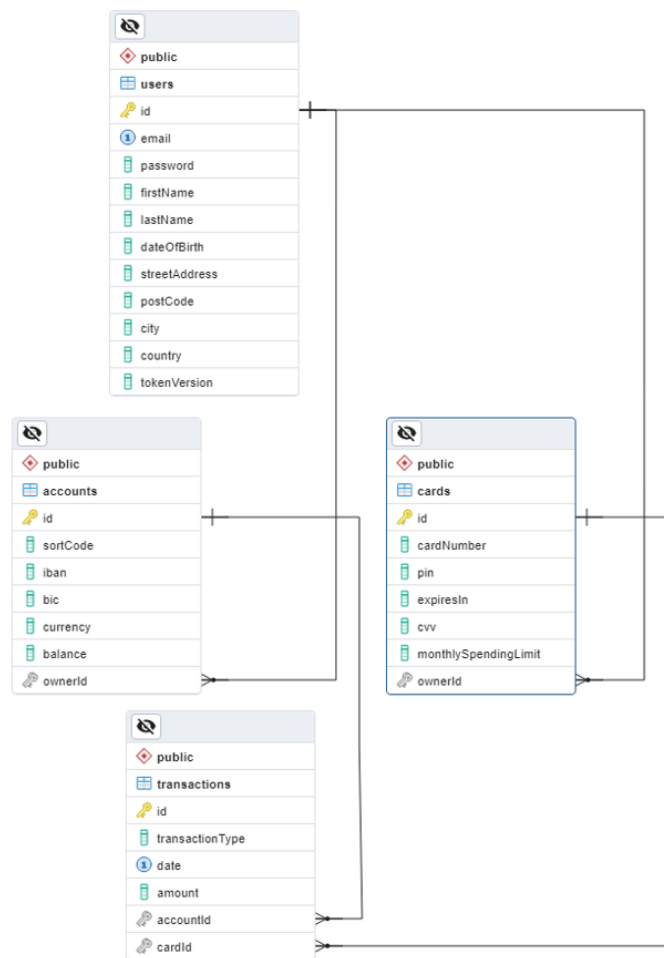 public
users
id
email
password
firstName
lastName
dateOfBirth
streetAddress
postCode
city
country
tokenVersion
public
accounts
id
sortCode
iban
bic
currency
balance
ownerId
public
cards
id
cardNumber
pin
expiresIn
cvv
monthlySpendingLimit
ownerId
public
transactions
id
transactionType
date
amount
accountId
cardId